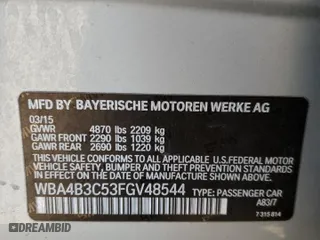 MFD BY BAYERISCHE MOTOREN WERKE AG
03/15
GVWR 4870 lbs 2209 kg
GAWR FRONT 2290 lbs 1039 kg
GAWR REAR 2690 lbs 1220 kg
THIS VEHICLE CONFORMS TO ALL APPLICABLE FEDERAL MOTOR
VEHICLE SAFETY, BUMPER AND THEFT PREVENTION STANDARDS
IN EFFECT ON THE DATE OF MANUFACTURE SHOWN ABOVE.
WBA4B3C53FGV48544 TYPE: PASSENGER CAR
A83/7
7 315 814
DEALERSHIP